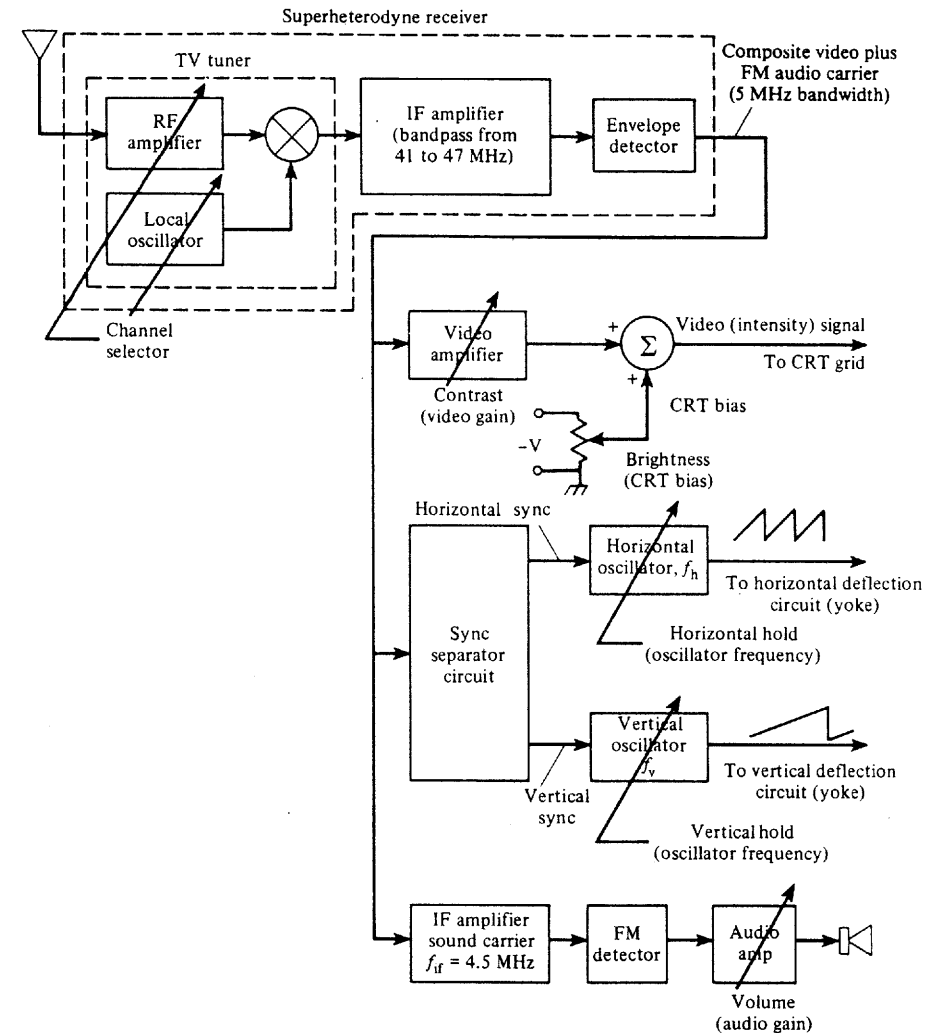 Superheterodyne receiver
TV tuner
RF
amplifier
IF amplifier
(bandpass from
41 to 47 MHz)
Envelope
detector
Composite video plus
FM audio carrier
(5 MHz bandwidth)
Local
oscillator
Channel
selector
Video
amplifier
Contrast
(video gain)
+
Σ
+
Video (intensity) signal
To CRT grid
CRT bias
−V
Brightness
(CRT bias)
Horizontal sync
Horizontal
oscillator, fh
To horizontal deflection
circuit (yoke)
Horizontal hold
(oscillator frequency)
Sync
separator
circuit
Vertical
oscillator
fv
To vertical deflection
circuit (yoke)
Vertical
sync
Vertical hold
(oscillator frequency)
IF amplifier
sound carrier
fif = 4.5 MHz
FM
detector
Audio
amp
Volume
(audio gain)